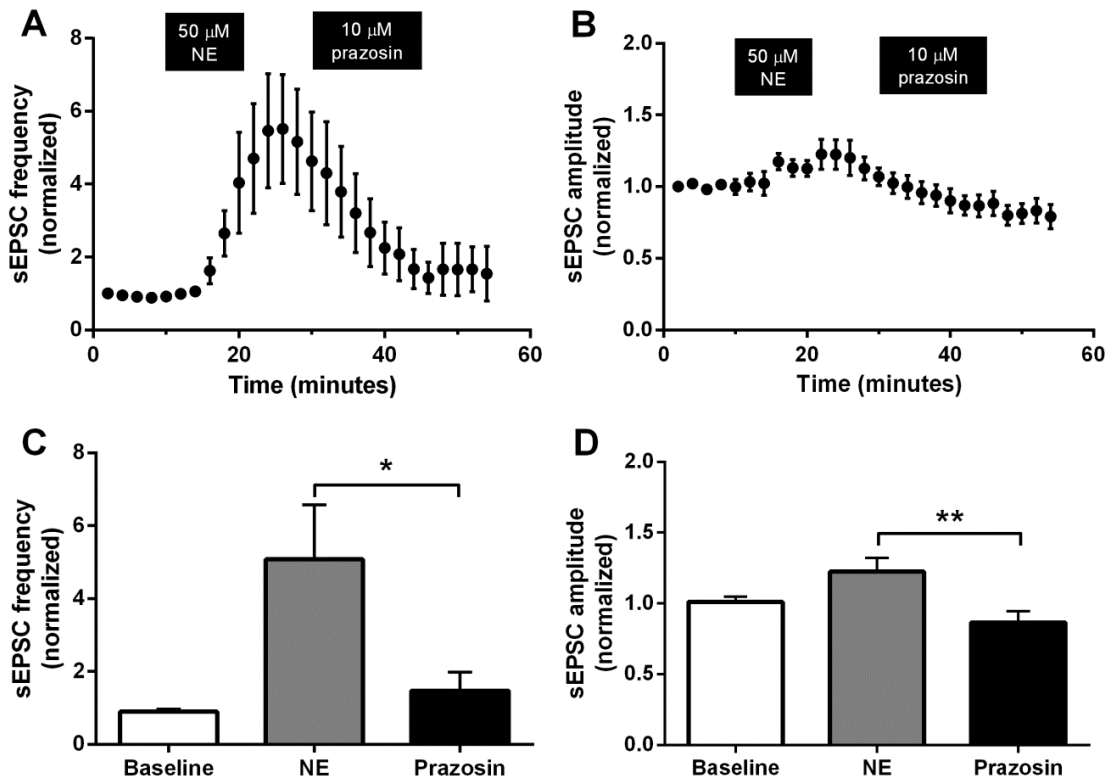 A
50 μM
NE
10 μM
prazosin
sEPSC frequency
(normalized)
8
6
4
2
0
0
20
40
60
Time (minutes)
B
50 μM
NE
10 μM
prazosin
sEPSC amplitude
(normalized)
2.0
1.5
1.0
0.5
0.0
0
20
40
60
Time (minutes)
C
sEPSC frequency
(normalized)
8
6
4
2
0
*
Baseline
NE
Prazosin
D
sEPSC amplitude
(normalized)
2.0
1.5
1.0
0.5
0.0
**
Baseline
NE
Prazosin